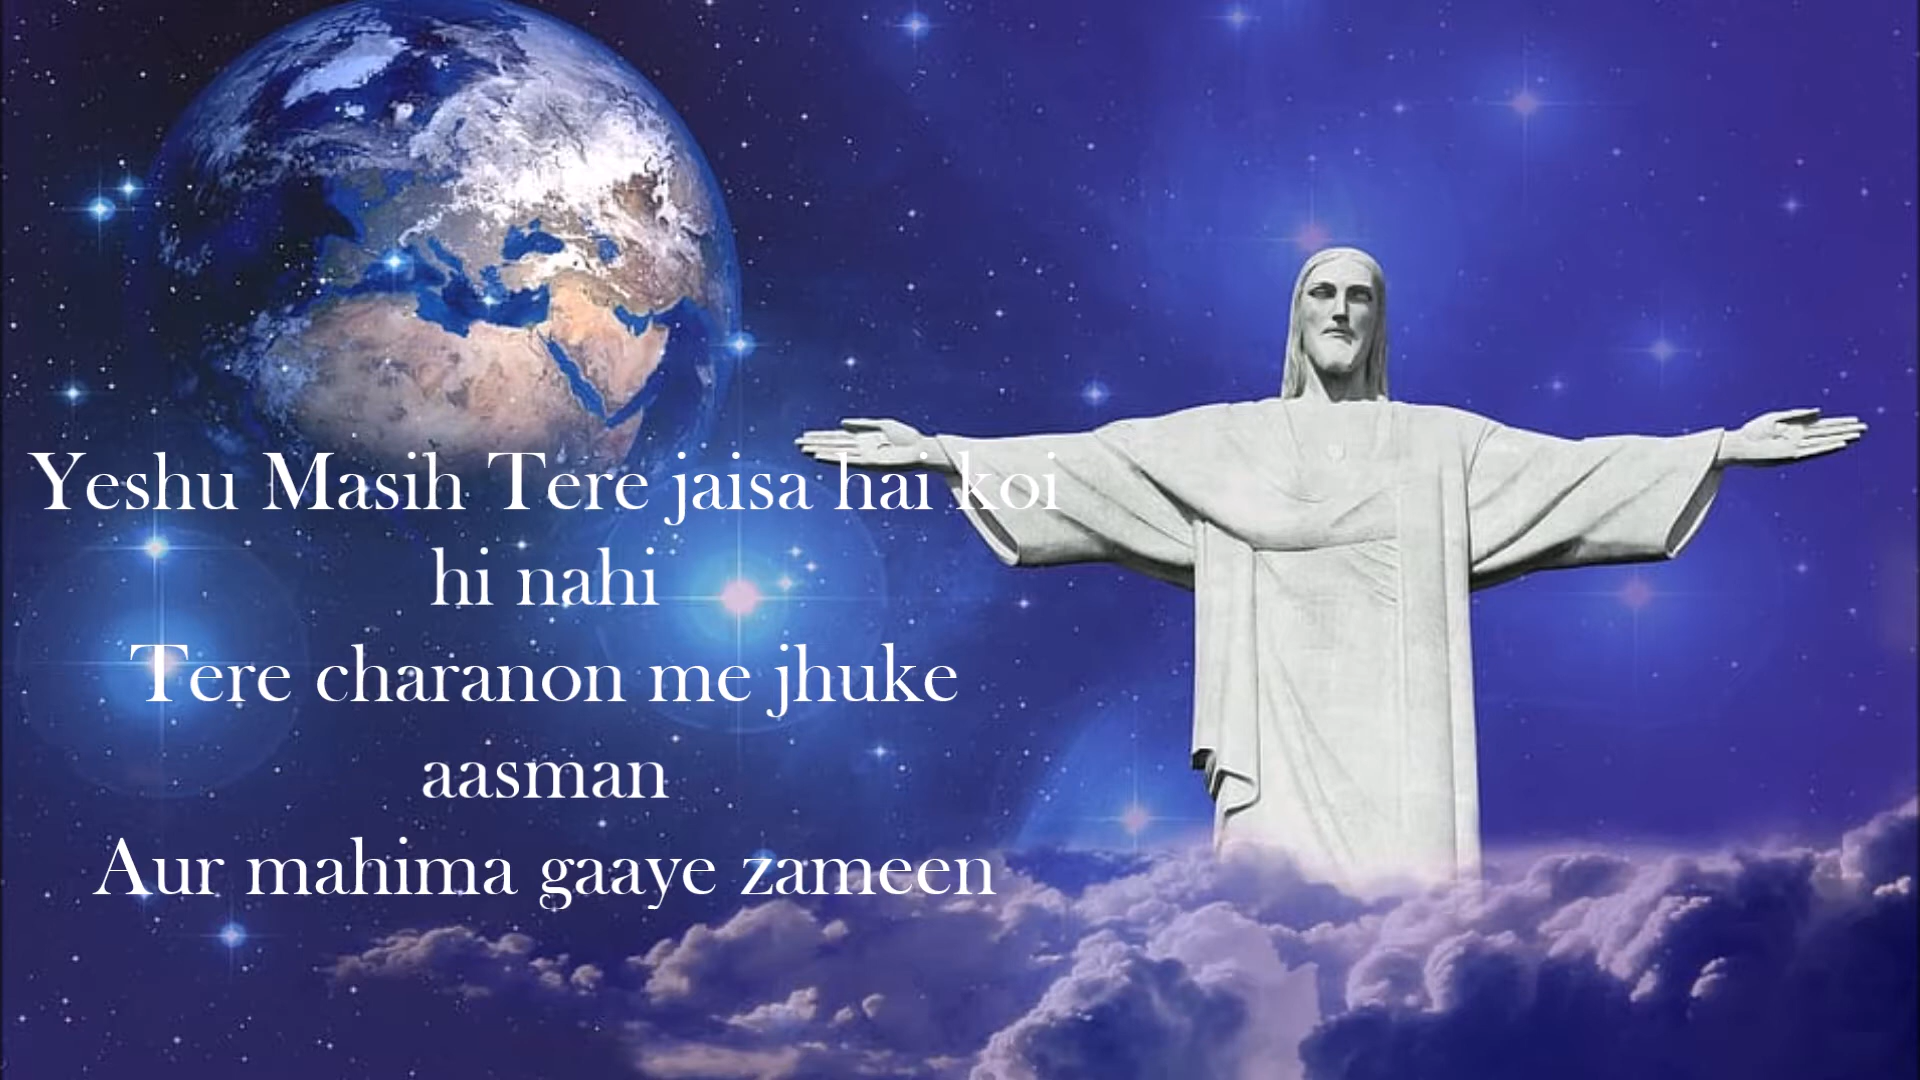 Yeshu Masih Tere jaisa hai koi
hi nahi
Tere charanon me jhuke
aasman
Aur mahima gaaye zameen